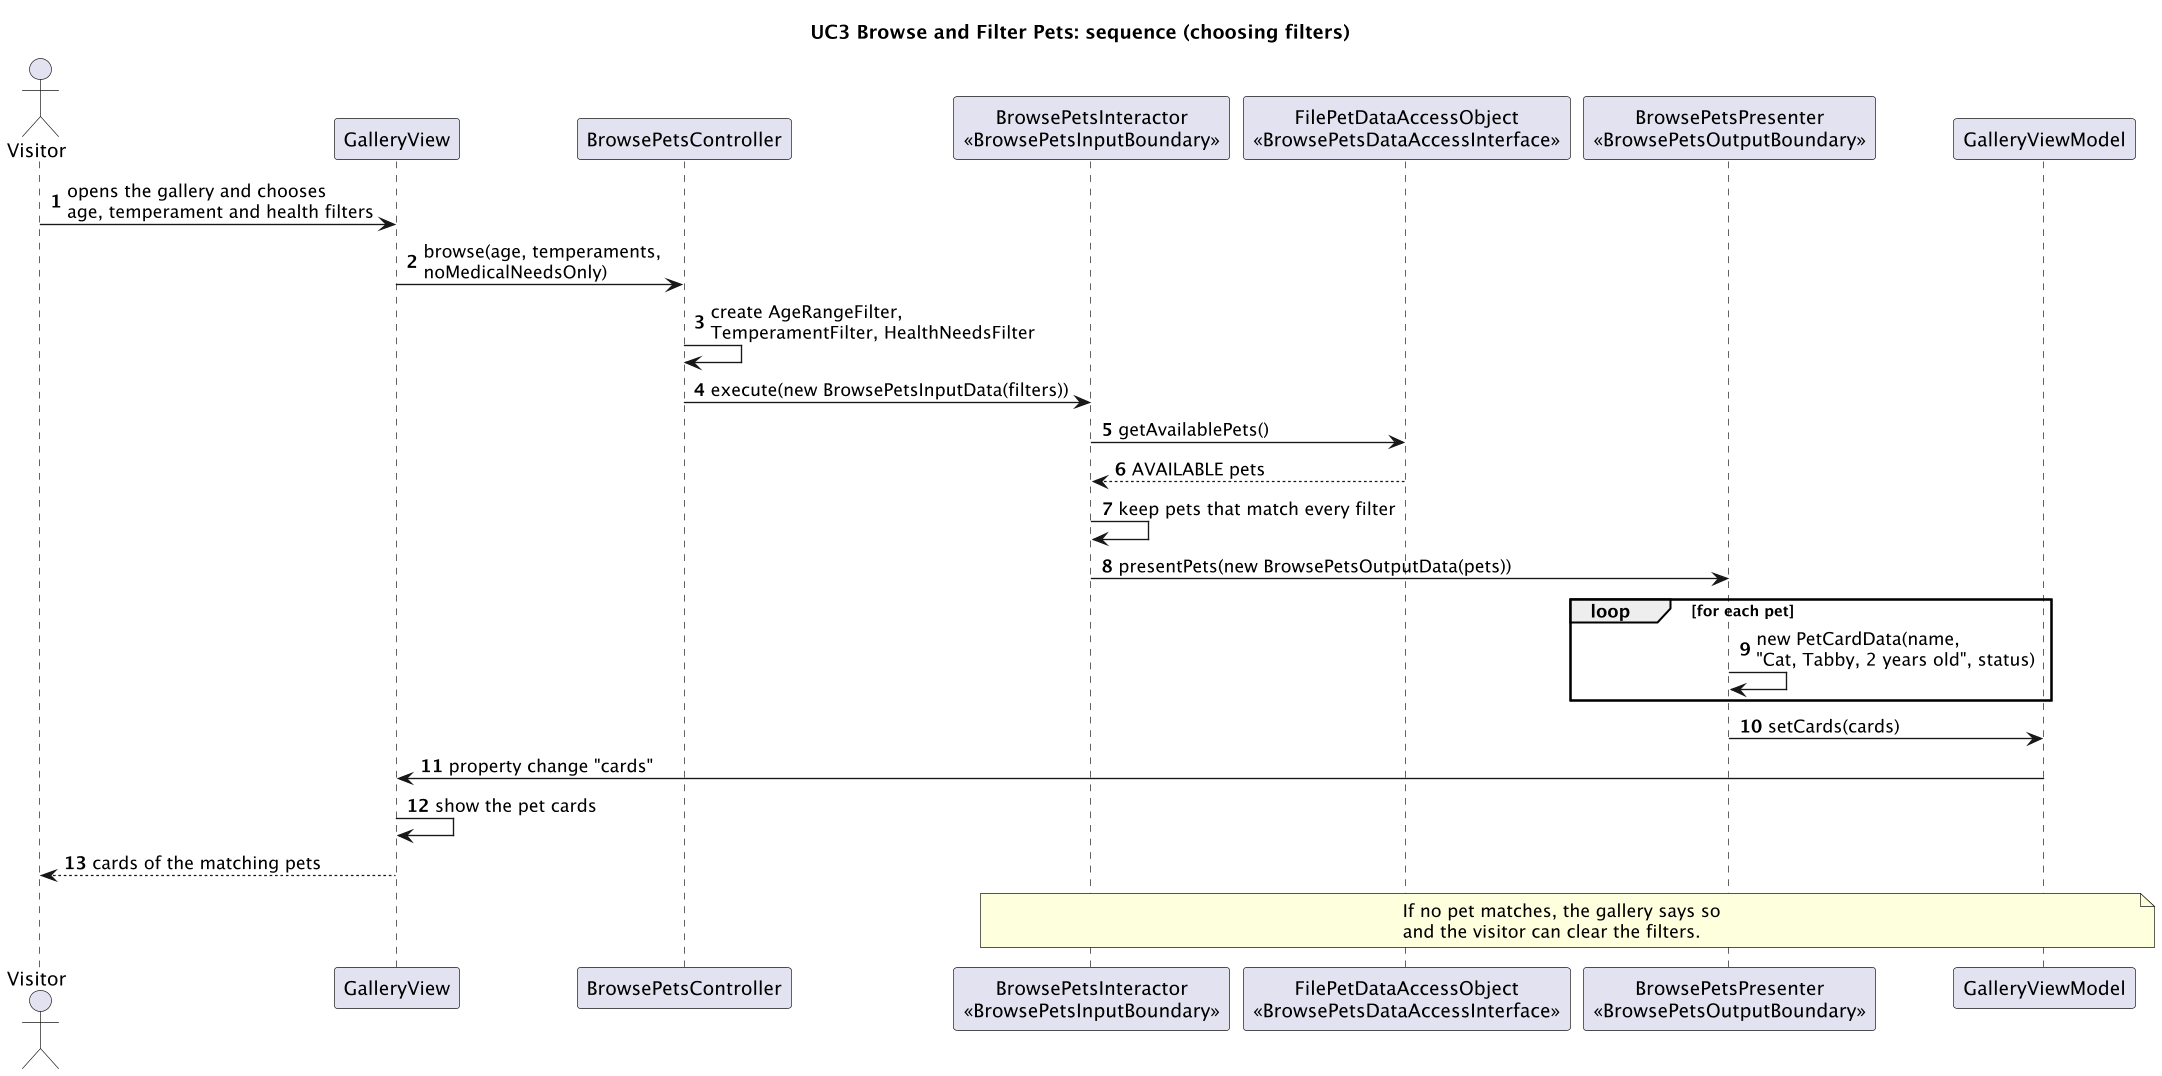 UC3 Browse and Filter Pets: sequence (choosing filters)
Visitor
GalleryView
BrowsePetsController
BrowsePetsInteractor
«BrowsePetsInputBoundary»
FilePetDataAccessObject
«BrowsePetsDataAccessInterface»
BrowsePetsPresenter
«BrowsePetsOutputBoundary»
GalleryViewModel
1 opens the gallery and chooses
age, temperament and health filters
2 browse(age, temperaments,
noMedicalNeedsOnly)
3 create AgeRangeFilter,
TemperamentFilter, HealthNeedsFilter
4 execute(new BrowsePetsInputData(filters))
5 getAvailablePets()
6 AVAILABLE pets
7 keep pets that match every filter
8 presentPets(new BrowsePetsOutputData(pets))
loop [for each pet]
9 new PetCardData(name,
"Cat, Tabby, 2 years old", status)
10 setCards(cards)
11 property change "cards"
12 show the pet cards
13 cards of the matching pets
If no pet matches, the gallery says so
and the visitor can clear the filters.
Visitor
GalleryView
BrowsePetsController
BrowsePetsInteractor
«BrowsePetsInputBoundary»
FilePetDataAccessObject
«BrowsePetsDataAccessInterface»
BrowsePetsPresenter
«BrowsePetsOutputBoundary»
GalleryViewModel